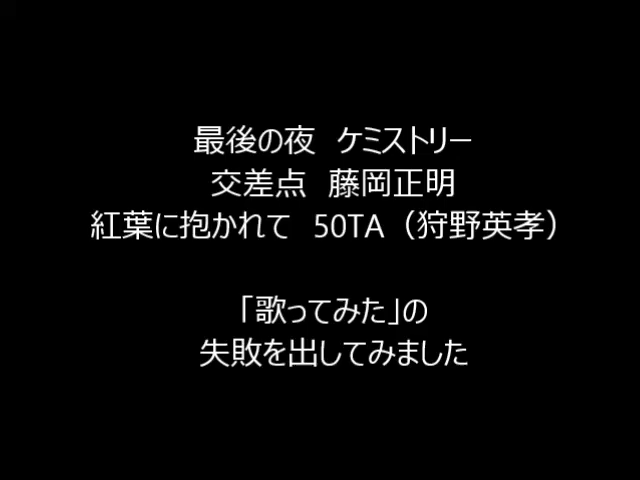 最後の夜　ケミストリー
交差点　藤岡正明
紅葉に抱かれて　50TA（狩野英孝）
「歌ってみた」の
失敗を出してみました